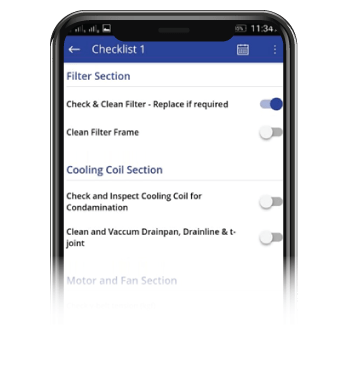 11:34
Checklist 1
Filter Section
Check & Clean Filter - Replace if required
Clean Filter Frame
Cooling Coil Section
Check and Inspect Cooling Coil for
Condamination
Clean and Vaccum Drainpan, Drainline & t-
joint
Motor and Fan Section